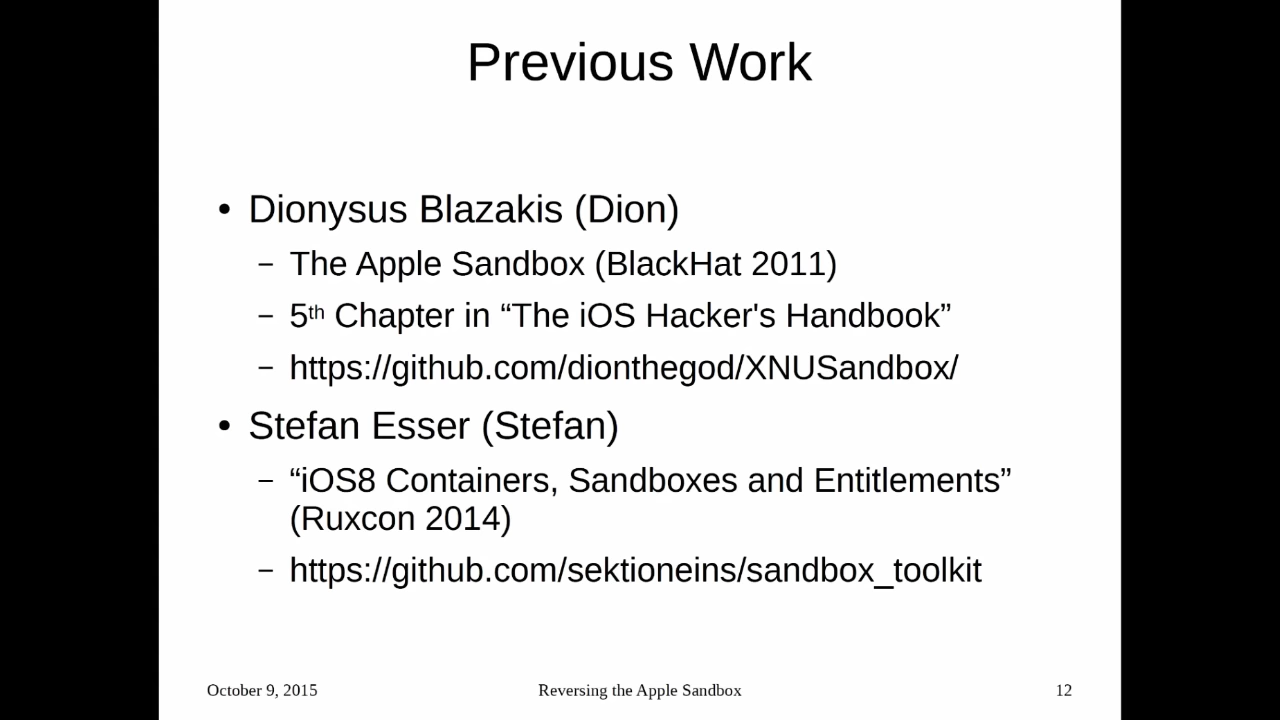 Previous Work
• Dionysus Blazakis (Dion)
– The Apple Sandbox (BlackHat 2011)
– 5th Chapter in “The iOS Hacker's Handbook”
– https://github.com/dionthegod/XNUSandbox/
• Stefan Esser (Stefan)
– “iOS8 Containers, Sandboxes and Entitlements”
(Ruxcon 2014)
– https://github.com/sektioneins/sandbox_toolkit
October 9, 2015 Reversing the Apple Sandbox 12